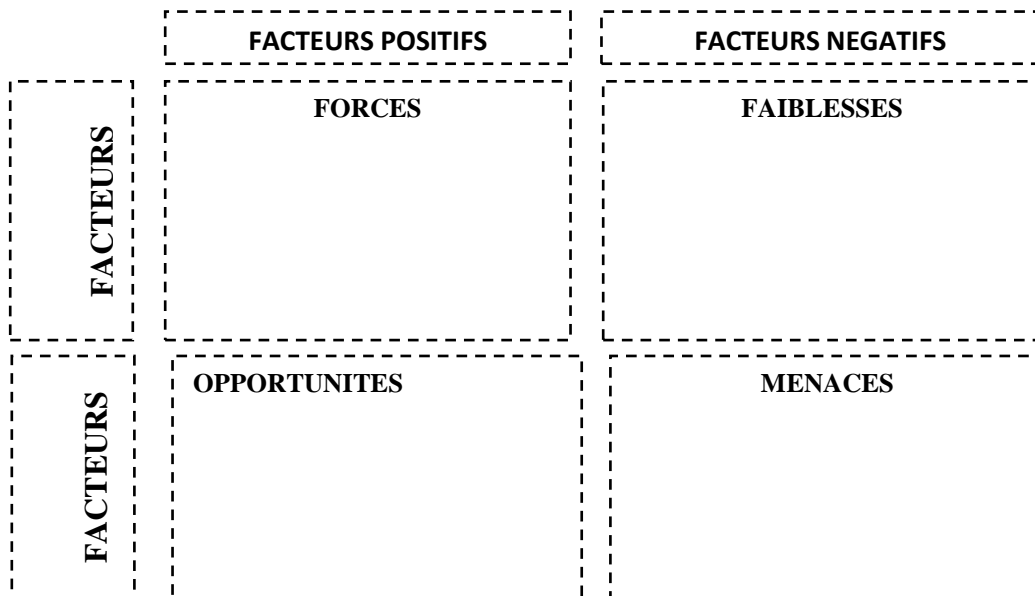 FACTEURS POSITIFS
FACTEURS NEGATIFS
FACTEURS
FORCES
FAIBLESSES
FACTEURS
OPPORTUNITES
MENACES